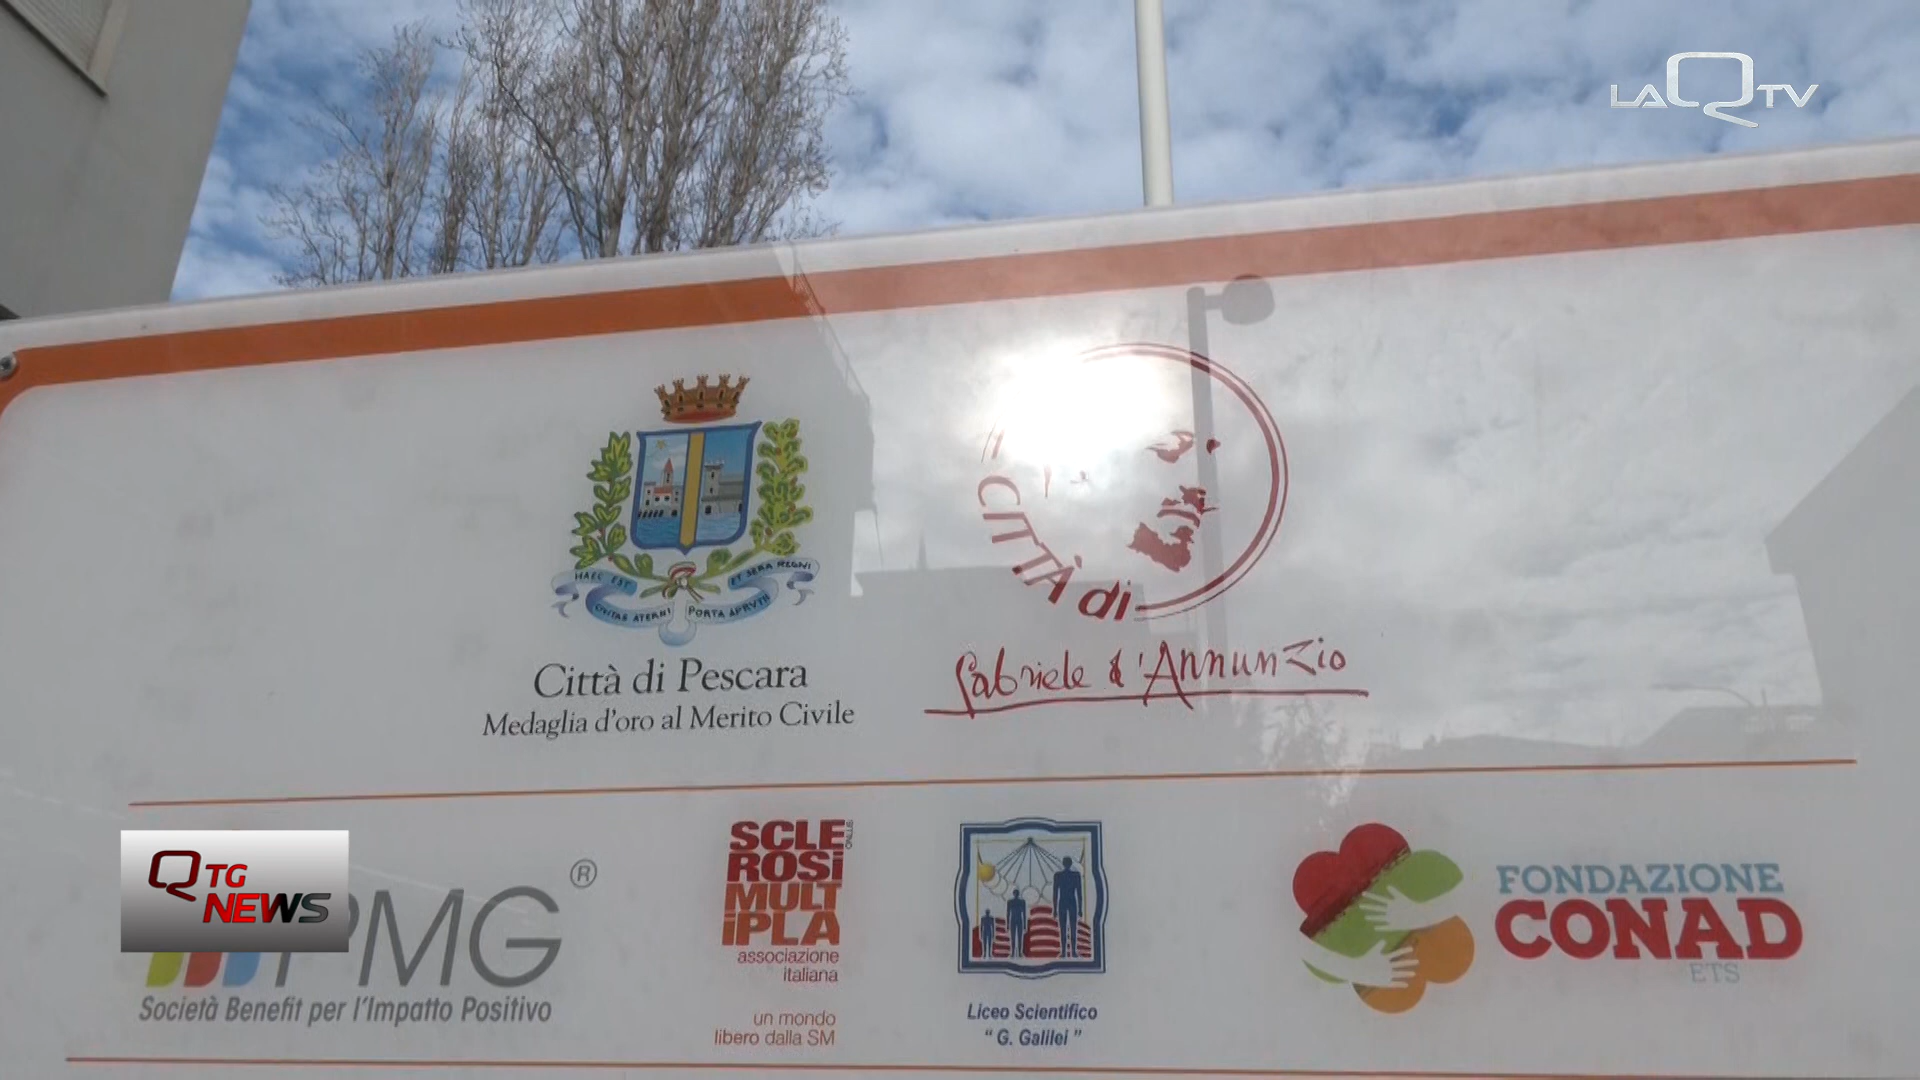 LAQTV
CITTÀ di
HAEC EST
CIVITAS ATERNI
PORTA APRVTII
ET SERA REGNI
Città di Pescara
Medaglia d'oro al Merito Civile
Gabriele d'Annunzio
Q TG
NEWS
PMG®
Società Benefit per l'Impatto Positivo
SCLE
ROSi
MULT
iPLA
ONLUS
associazione
italiana
un mondo
libero dalla SM
Liceo Scientifico
“ G. Galilei ”
FONDAZIONE
CONAD
ETS